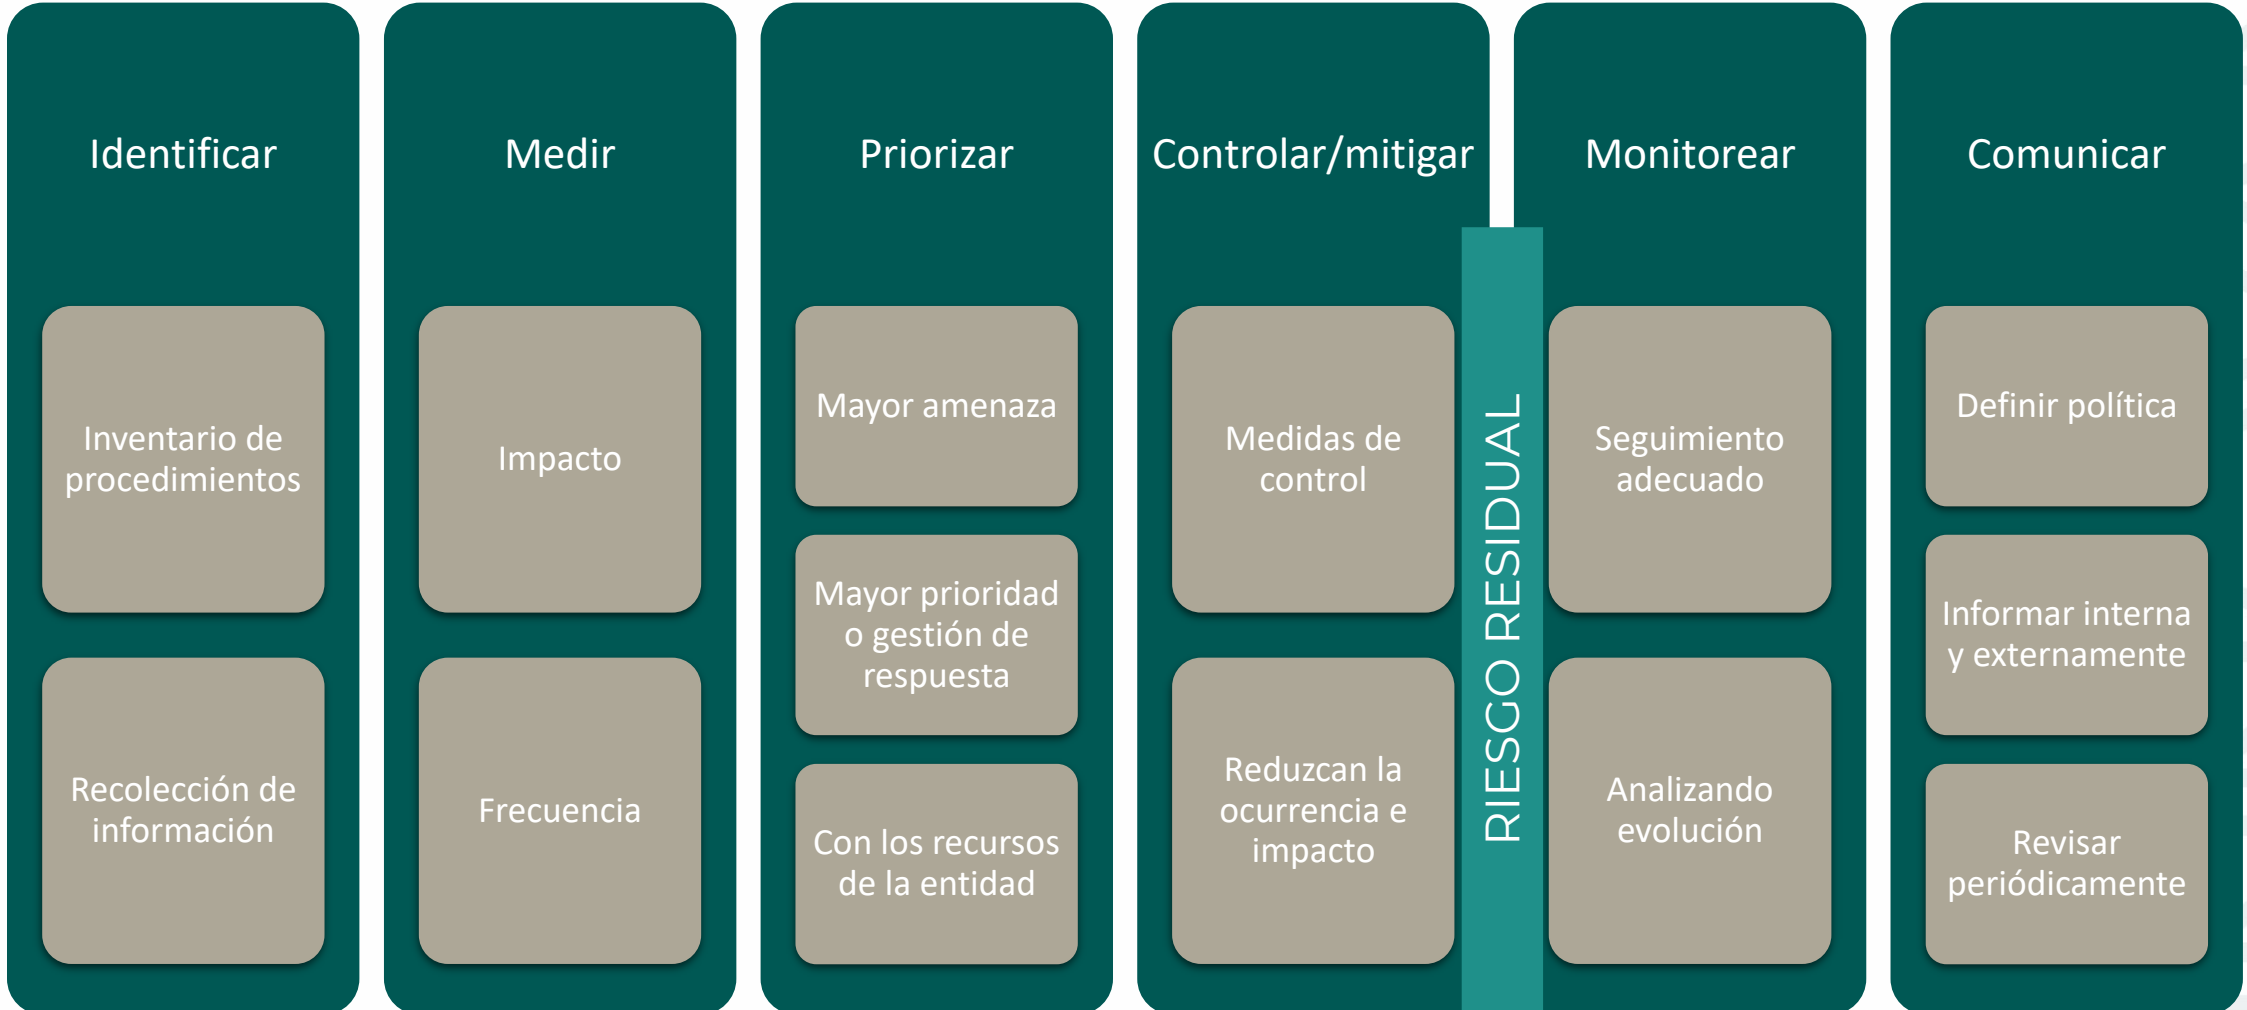 Identificar
Inventario de
procedimientos
Recolección de
información
Medir
Impacto
Frecuencia
Priorizar
Mayor amenaza
Mayor prioridad
o gestión de
respuesta
Con los recursos
de la entidad
Controlar/mitigar
Medidas de
control
Reduzcan la
ocurrencia e
impacto
RIESGO RESIDUAL
Monitorear
Seguimiento
adecuado
Analizando
evolución
Comunicar
Definir política
Informar interna
y externamente
Revisar
periódicamente